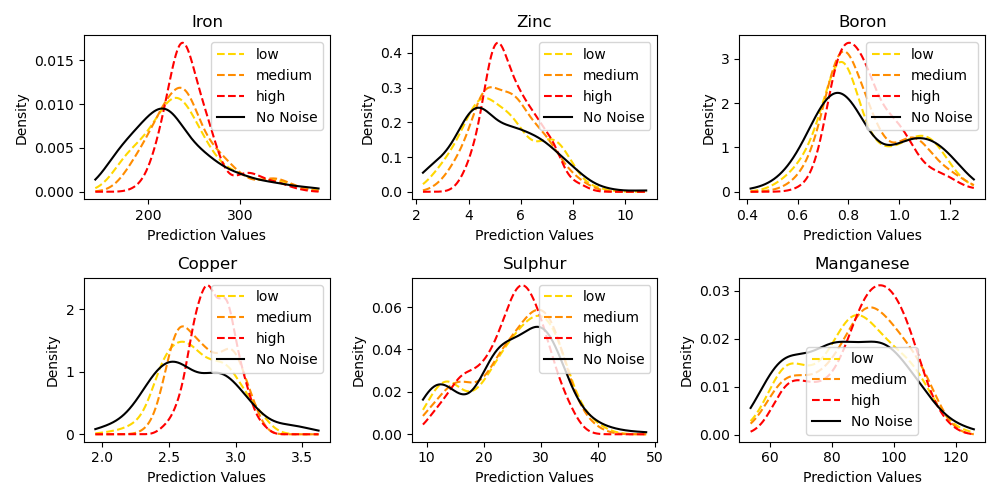 Iron
Density
0.015
0.010
0.005
0.000
low
medium
high
No Noise
200
300
Prediction Values
Zinc
Density
0.4
0.3
0.2
0.1
0.0
low
medium
high
No Noise
2
4
6
8
10
Prediction Values
Boron
Density
3
2
1
0
low
medium
high
No Noise
0.4
0.6
0.8
1.0
1.2
Prediction Values
Copper
Density
2
1
0
low
medium
high
No Noise
2.0
2.5
3.0
3.5
Prediction Values
Sulphur
Density
0.06
0.04
0.02
0.00
low
medium
high
No Noise
10
20
30
40
50
Prediction Values
Manganese
Density
0.03
0.02
0.01
0.00
low
medium
high
No Noise
60
80
100
120
Prediction Values